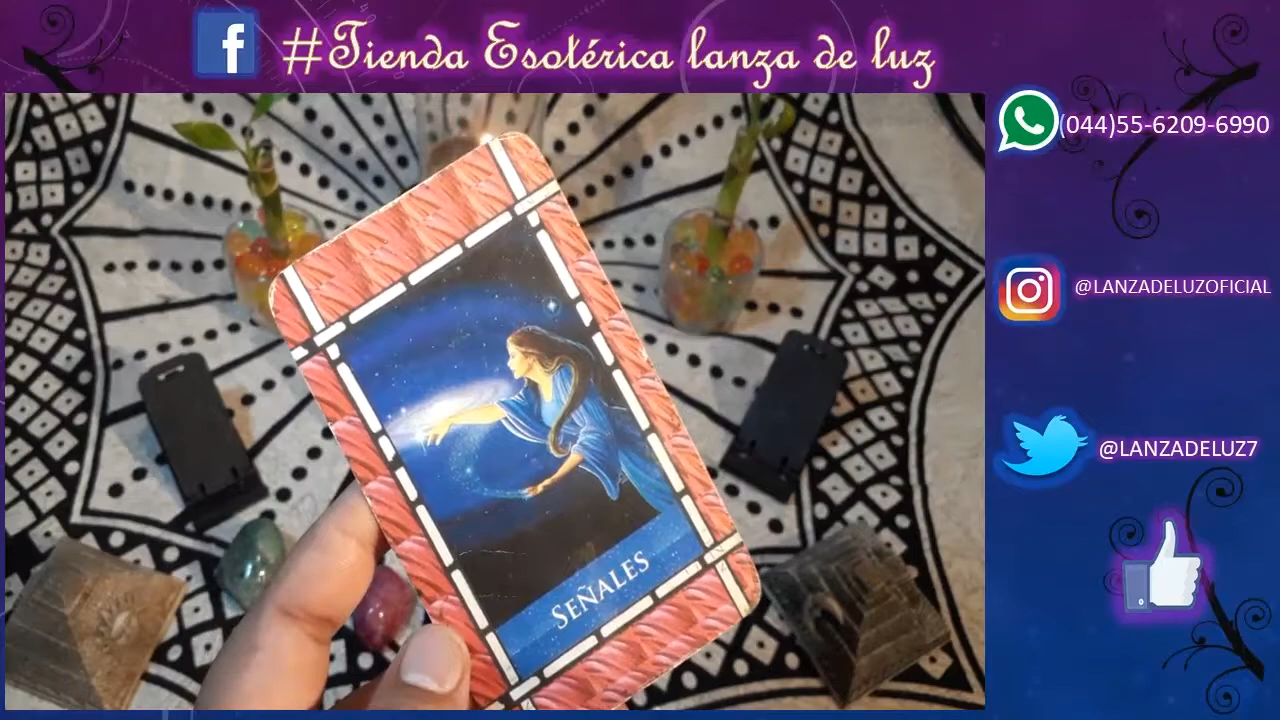 #Tienda Esotérica lanza de luz
(044)55-6209-6990
@LANZADELUZOFICIAL
@LANZADELUZ7
SEÑALES